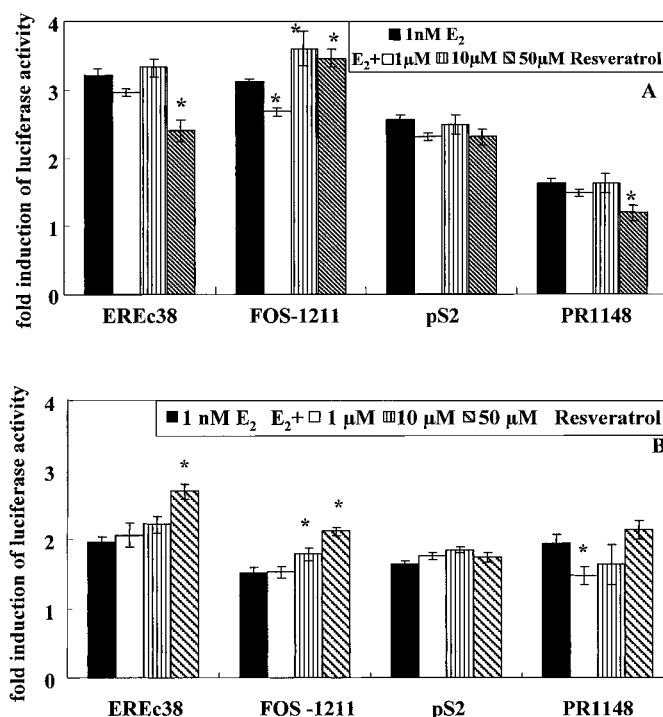 4
3
2
1
0
fold induction of luciferase activity
1nM E₂
E₂+ 1μM 10μM 50μM Resveratrol
A
* * * * *
EREc38 FOS-1211 pS2 PR1148
4
3
2
1
0
fold induction of luciferase activity
1 nM E₂ E₂+ 1 μM 10 μM 50 μM Resveratrol
B
* * * *
EREc38 FOS -1211 pS2 PR1148